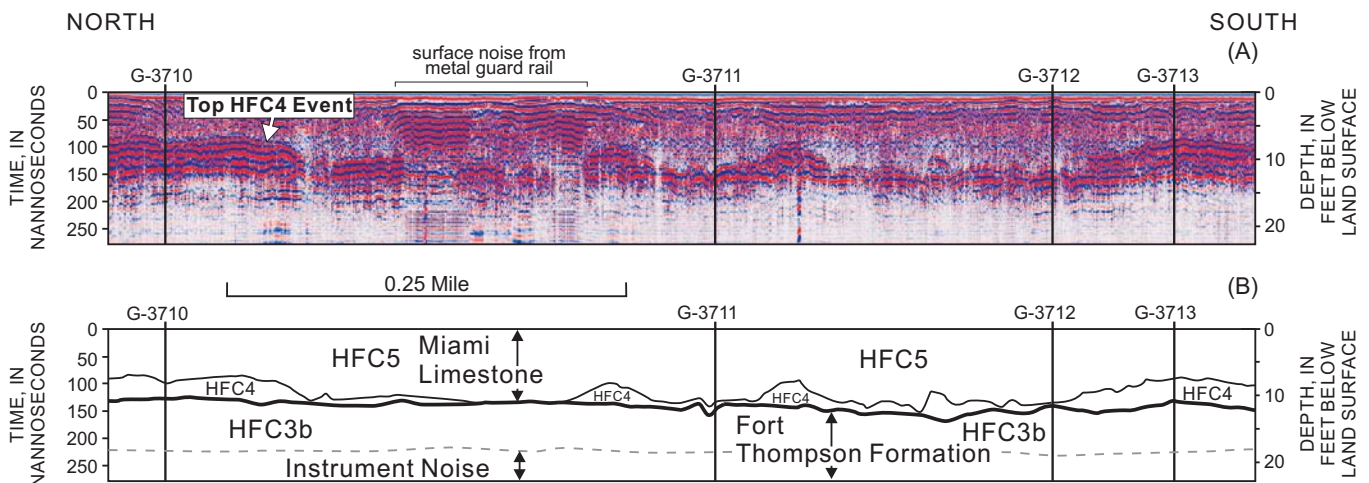 NORTH
SOUTH
(A)
surface noise from
metal guard rail
G-3710
G-3711
G-3712
G-3713
Top HFC4 Event
TIME, IN
NANNOSECONDS
0
50
100
150
200
250
0
10
20
DEPTH, IN
FEET BELOW
LAND SURFACE
0.25 Mile
(B)
G-3710
G-3711
G-3712
G-3713
TIME, IN
NANNOSECONDS
0
50
100
150
200
250
HFC5
Miami
Limestone
HFC5
HFC4
HFC4
HFC4
HFC4
HFC3b
Fort
Thompson Formation
HFC3b
Instrument Noise
0
10
20
DEPTH, IN
FEET BELOW
LAND SURFACE